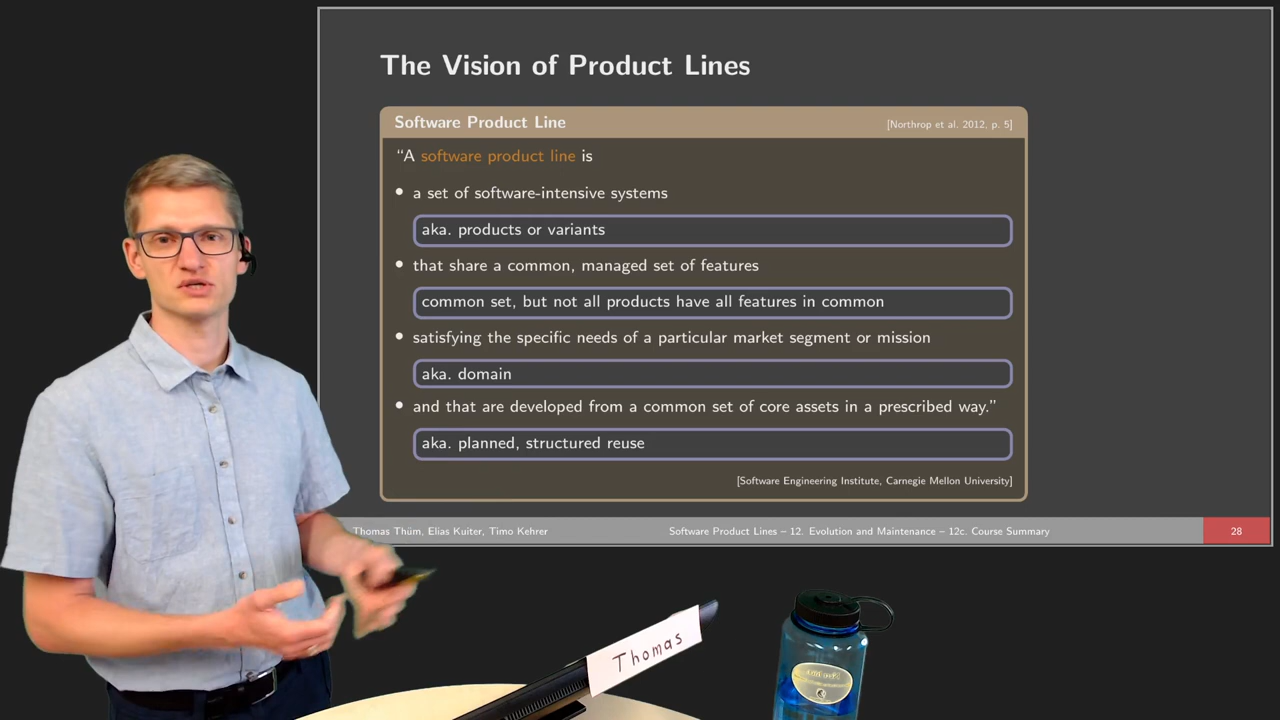 The Vision of Product Lines
Software Product Line [Northrop et al. 2012, p. 5]
“A software product line is
• a set of software-intensive systems
aka. products or variants
• that share a common, managed set of features
common set, but not all products have all features in common
• satisfying the specific needs of a particular market segment or mission
aka. domain
• and that are developed from a common set of core assets in a prescribed way.”
aka. planned, structured reuse
[Software Engineering Institute, Carnegie Mellon University]
Thomas Thüm, Elias Kuiter, Timo Kehrer Software Product Lines – 12. Evolution and Maintenance – 12c. Course Summary 28
Thomas